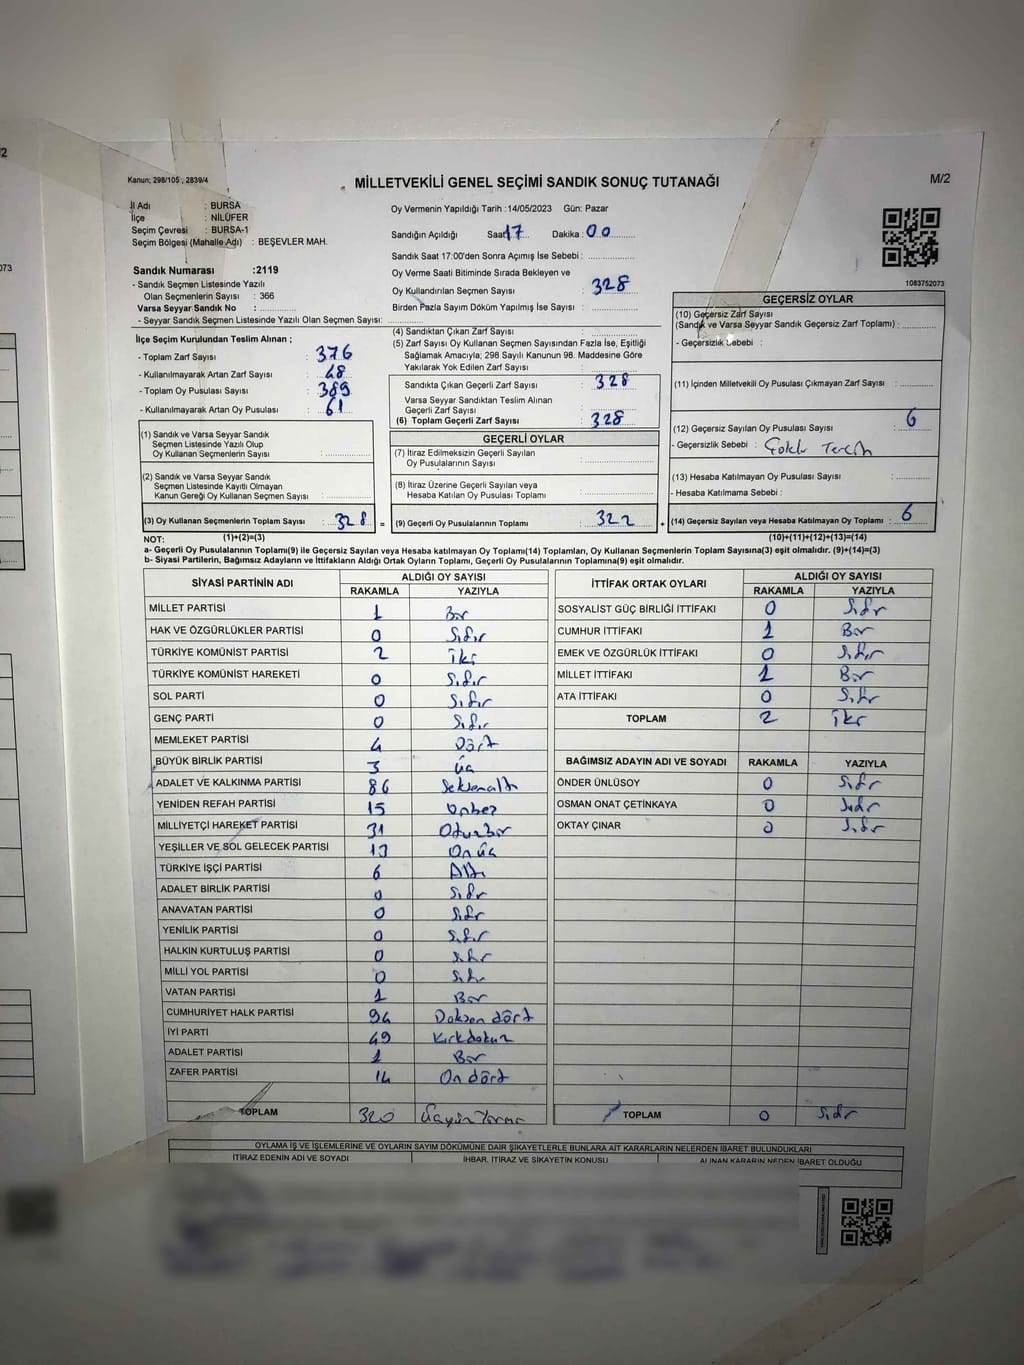 Kanun; 298/105 , 2839/4
MİLLETVEKİLİ GENEL SEÇİMİ SANDIK SONUÇ TUTANAĞI
M/2
İl Adı : BURSA
İlçe : NİLÜFER
Seçim Çevresi : BURSA-1
Seçim Bölgesi (Mahalle Adı) : BEŞEVLER MAH.
Sandık Numarası :2119
- Sandık Seçmen Listesinde Yazılı
Olan Seçmenlerin Sayısı : 366
Varsa Seyyar Sandık No :
- Seyyar Sandık Seçmen Listesinde Yazılı Olan Seçmen Sayısı:
İlçe Seçim Kurulundan Teslim Alınan ;
- Toplam Zarf Sayısı : 376
- Kullanılmayarak Artan Zarf Sayısı : 48
- Toplam Oy Pusulası Sayısı : 389
- Kullanılmayarak Artan Oy Pusulası : 61
(1) Sandık ve Varsa Seyyar Sandık
Seçmen Listesinde Yazılı Olup
Oy Kullanan Seçmenlerin Sayısı :
(2) Sandık ve Varsa Seyyar Sandık
Seçmen Listesinde Kayıtlı Olmayan
Kanun Gereği Oy Kullanan Seçmen Sayısı :
(3) Oy Kullanan Seçmenlerin Toplam Sayısı : 328 =
Oy Vermenin Yapıldığı Tarih : 14/05/2023 Gün: Pazar
Sandığın Açıldığı Saat: 17 Dakika : 00
Sandık Saat 17:00'den Sonra Açımış İse Sebebi :
Oy Verme Saati Bitiminde Sırada Bekleyen ve
Oy Kullandırılan Seçmen Sayısı : 328
Birden Fazla Sayım Döküm Yapılmış İse Sayısı :
(4) Sandıktan Çıkan Zarf Sayısı :
(5) Zarf Sayısı Oy Kullanan Seçmen Sayısından Fazla İse, Eşitliği
Sağlamak Amacıyla; 298 Sayılı Kanunun 98. Maddesine Göre
Yakılarak Yok Edilen Zarf Sayısı :
Sandıkta Çıkan Geçerli Zarf Sayısı : 328
Varsa Seyyar Sandıktan Teslim Alınan
Geçerli Zarf Sayısı :
(6) Toplam Geçerli Zarf Sayısı : 328
GEÇERLİ OYLAR
(7) İtiraz Edilmeksizin Geçerli Sayılan
Oy Pusulalarının Sayısı :
(8) İtiraz Üzerine Geçerli Sayılan veya
Hesaba Katılan Oy Pusulası Toplamı :
(9) Geçerli Oy Pusulalarının Toplamı : 322 +
1083752073
GEÇERSİZ OYLAR
(10) Geçersiz Zarf Sayısı
(Sandık ve Varsa Seyyar Sandık Geçersiz Zarf Toplamı) :
- Geçersizlik Sebebi :
(11) İçinden Milletvekili Oy Pusulası Çıkmayan Zarf Sayısı :
(12) Geçersiz Sayılan Oy Pusulası Sayısı : 6
- Geçersizlik Sebebi : Çoklu Tercih
(13) Hesaba Katılmayan Oy Pusulası Sayısı :
- Hesaba Katılmama Sebebi :
(14) Geçersiz Sayılan veya Hesaba Katılmayan Oy Toplamı : 6
NOT: (1)+(2)=(3) (10)+(11)+(12)+(13)=(14)
a- Geçerli Oy Pusulalarının Toplamı(9) ile Geçersiz Sayılan veya Hesaba katılmayan Oy Toplamı(14) Toplamları, Oy Kullanan Seçmenlerin Toplam Sayısına(3) eşit olmalıdır. (9)+(14)=(3)
b- Siyasi Partilerin, Bağımsız Adayların ve İttifakların Aldığı Ortak Oyların Toplamı, Geçerli Oy Pusulalarının Toplamına(9) eşit olmalıdır.
SİYASİ PARTİNİN ADI ALDIĞI OY SAYISI
RAKAMLA YAZIYLA
MİLLET PARTİSİ 1 Bir
HAK VE ÖZGÜRLÜKLER PARTİSİ 0 Sıfır
TÜRKİYE KOMÜNİST PARTİSİ 2 İki
TÜRKİYE KOMÜNİST HAREKETİ 0 Sıfır
SOL PARTİ 0 Sıfır
GENÇ PARTİ 0 Sıfır
MEMLEKET PARTİSİ 4 Dört
BÜYÜK BİRLİK PARTİSİ 3 Üç
ADALET VE KALKINMA PARTİSİ 86 Seksenaltı
YENİDEN REFAH PARTİSİ 15 Onbeş
MİLLİYETÇİ HAREKET PARTİSİ 31 Otuzbir
YEŞİLLER VE SOL GELECEK PARTİSİ 13 Onüç
TÜRKİYE İŞÇİ PARTİSİ 6 Altı
ADALET BİRLİK PARTİSİ 0 Sıfır
ANAVATAN PARTİSİ 0 Sıfır
YENİLİK PARTİSİ 0 Sıfır
HALKIN KURTULUŞ PARTİSİ 0 Sıfır
MİLLİ YOL PARTİSİ 0 Sıfır
VATAN PARTİSİ 1 Bir
CUMHURİYET HALK PARTİSİ 94 Doksan dört
İYİ PARTİ 49 Kırkdokuz
ADALET PARTİSİ 1 Bir
ZAFER PARTİSİ 14 On dört
TOPLAM 320 Üçyüzyirmi
İTTİFAK ORTAK OYLARI ALDIĞI OY SAYISI
RAKAMLA YAZIYLA
SOSYALİST GÜÇ BİRLİĞİ İTTİFAKI 0 Sıfır
CUMHUR İTTİFAKI 1 Bir
EMEK VE ÖZGÜRLÜK İTTİFAKI 0 Sıfır
MİLLET İTTİFAKI 1 Bir
ATA İTTİFAKI 0 Sıfır
TOPLAM 2 İki
BAĞIMSIZ ADAYIN ADI VE SOYADI RAKAMLA YAZIYLA
ÖNDER ÜNLÜSOY 0 Sıfır
OSMAN ONAT ÇETİNKAYA 0 Sıfır
OKTAY ÇINAR 0 Sıfır
TOPLAM 0 Sıfır
OYLAMA İŞ VE İŞLEMLERİNE VE OYLARIN SAYIM DÖKÜMÜNE DAİR ŞİKAYETLERLE BUNLARA AİT KARARLARIN NELERDEN İBARET BULUNDUKLARI
İTİRAZ EDENİN ADI VE SOYADI İHBAR, İTİRAZ VE ŞİKAYETİN KONUSU ALINAN KARARIN NEDEN İBARET OLDUĞU